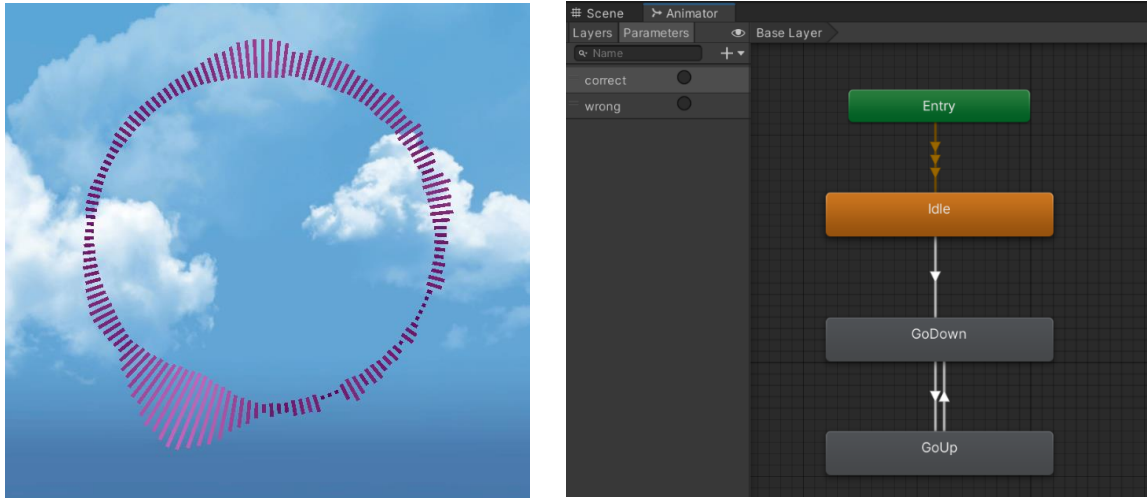 Scene
Animator
Layers
Parameters
Base Layer
Name
correct
wrong
Entry
Idle
GoDown
GoUp